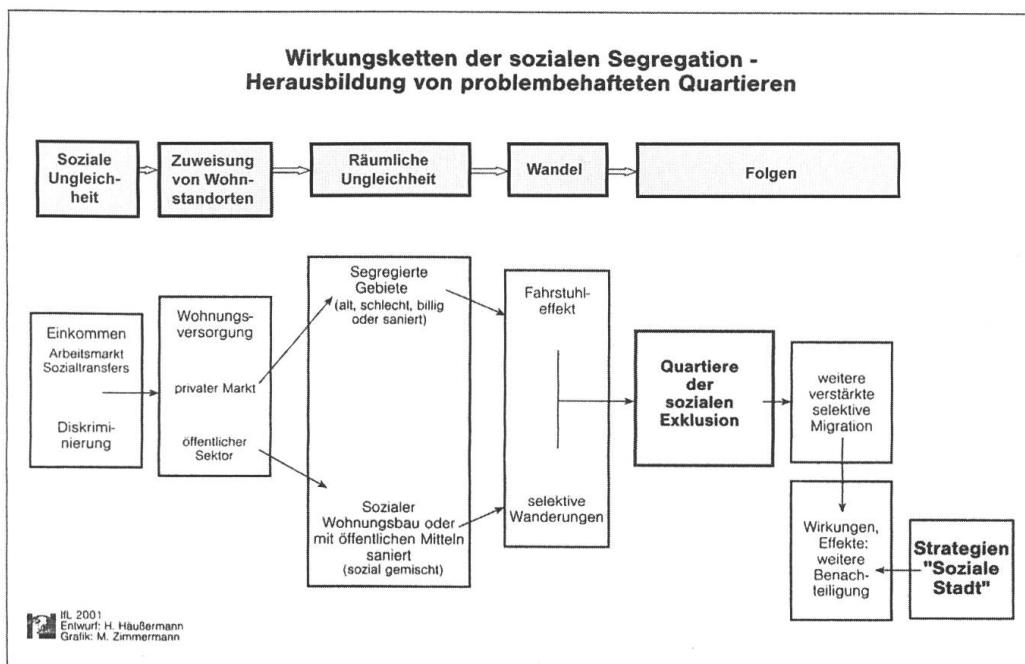 Wirkungsketten der sozialen Segregation -
Herausbildung von problembehafteten Quartieren
Soziale
Ungleich-
heit
Zuweisung
von Wohn-
standorten
Räumliche
Ungleichheit
Wandel
Folgen
Einkommen
Arbeitsmarkt
Sozialtransfers
Diskrimi-
nierung
Wohnungs-
versorgung
privater Markt
öffentlicher
Sektor
Segregierte
Gebiete
(alt, schlecht, billig
oder saniert)
Sozialer
Wohnungsbau oder
mit öffentlichen Mitteln
saniert
(sozial gemischt)
Fahrstuhl-
effekt
selektive
Wanderungen
Quartiere
der
sozialen
Exklusion
weitere
verstärkte
selektive
Migration
Wirkungen,
Effekte:
weitere
Benach-
teiligung
Strategien
"Soziale
Stadt"
IfL 2001
Entwurf: H. Häußermann
Grafik: M. Zimmermann